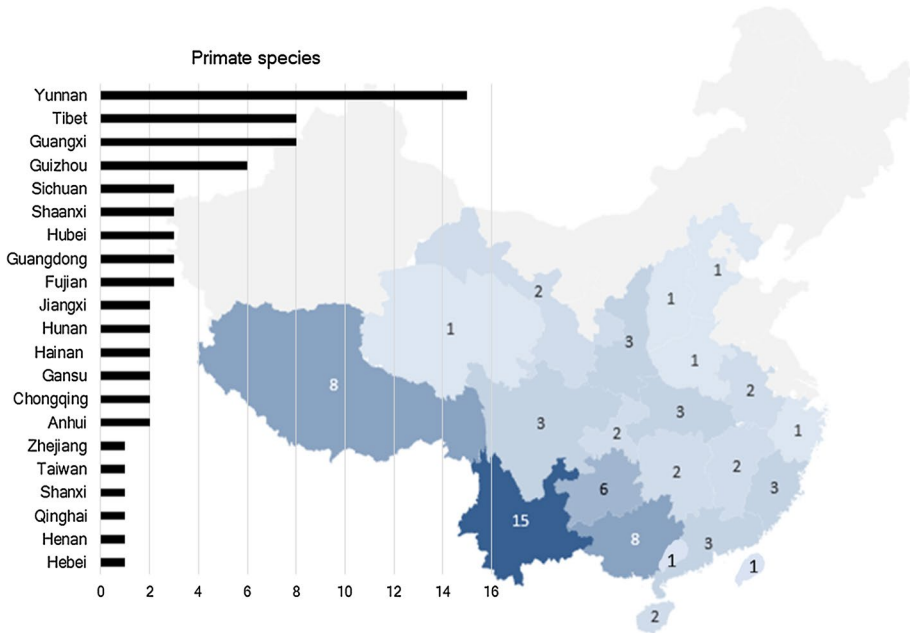 Primate species
Yunnan
Tibet
Guangxi
Guizhou
Sichuan
Shaanxi
Hubei
Guangdong
Fujian
Jiangxi
Hunan
Hainan
Gansu
Chongqing
Anhui
Zhejiang
Taiwan
Shanxi
Qinghai
Henan
Hebei
0 2 4 6 8 10 12 14 16
1
2
1
1
3
8
1
2
3
3
2
1
2
2
6
3
15
8
3
1
1
2